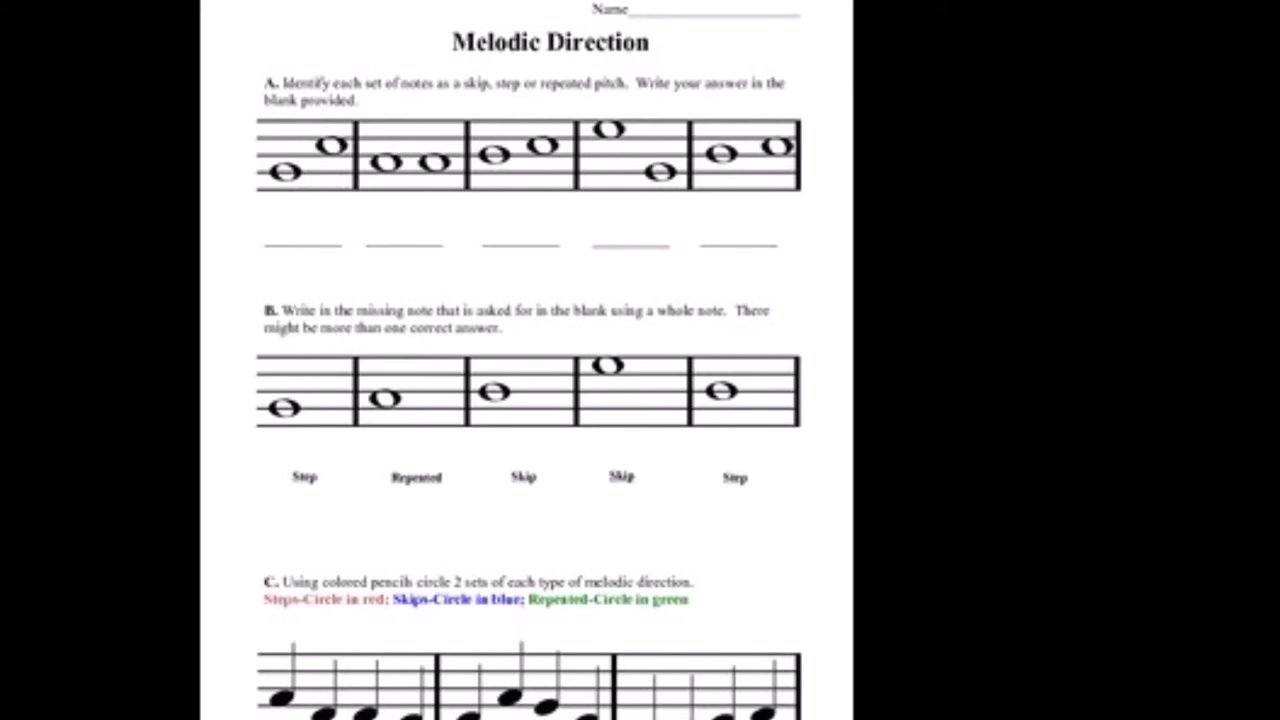 Name
Melodic Direction
A. Identify each set of notes as a skip, step or repeated pitch. Write your answer in the
blank provided.
B. Write in the missing note that is asked for in the blank using a whole note. There
might be more than one correct answer.
Step Repeated Skip Skip Step
C. Using colored pencils circle 2 sets of each type of melodic direction.
Steps-Circle in red; Skips-Circle in blue; Repeated-Circle in green